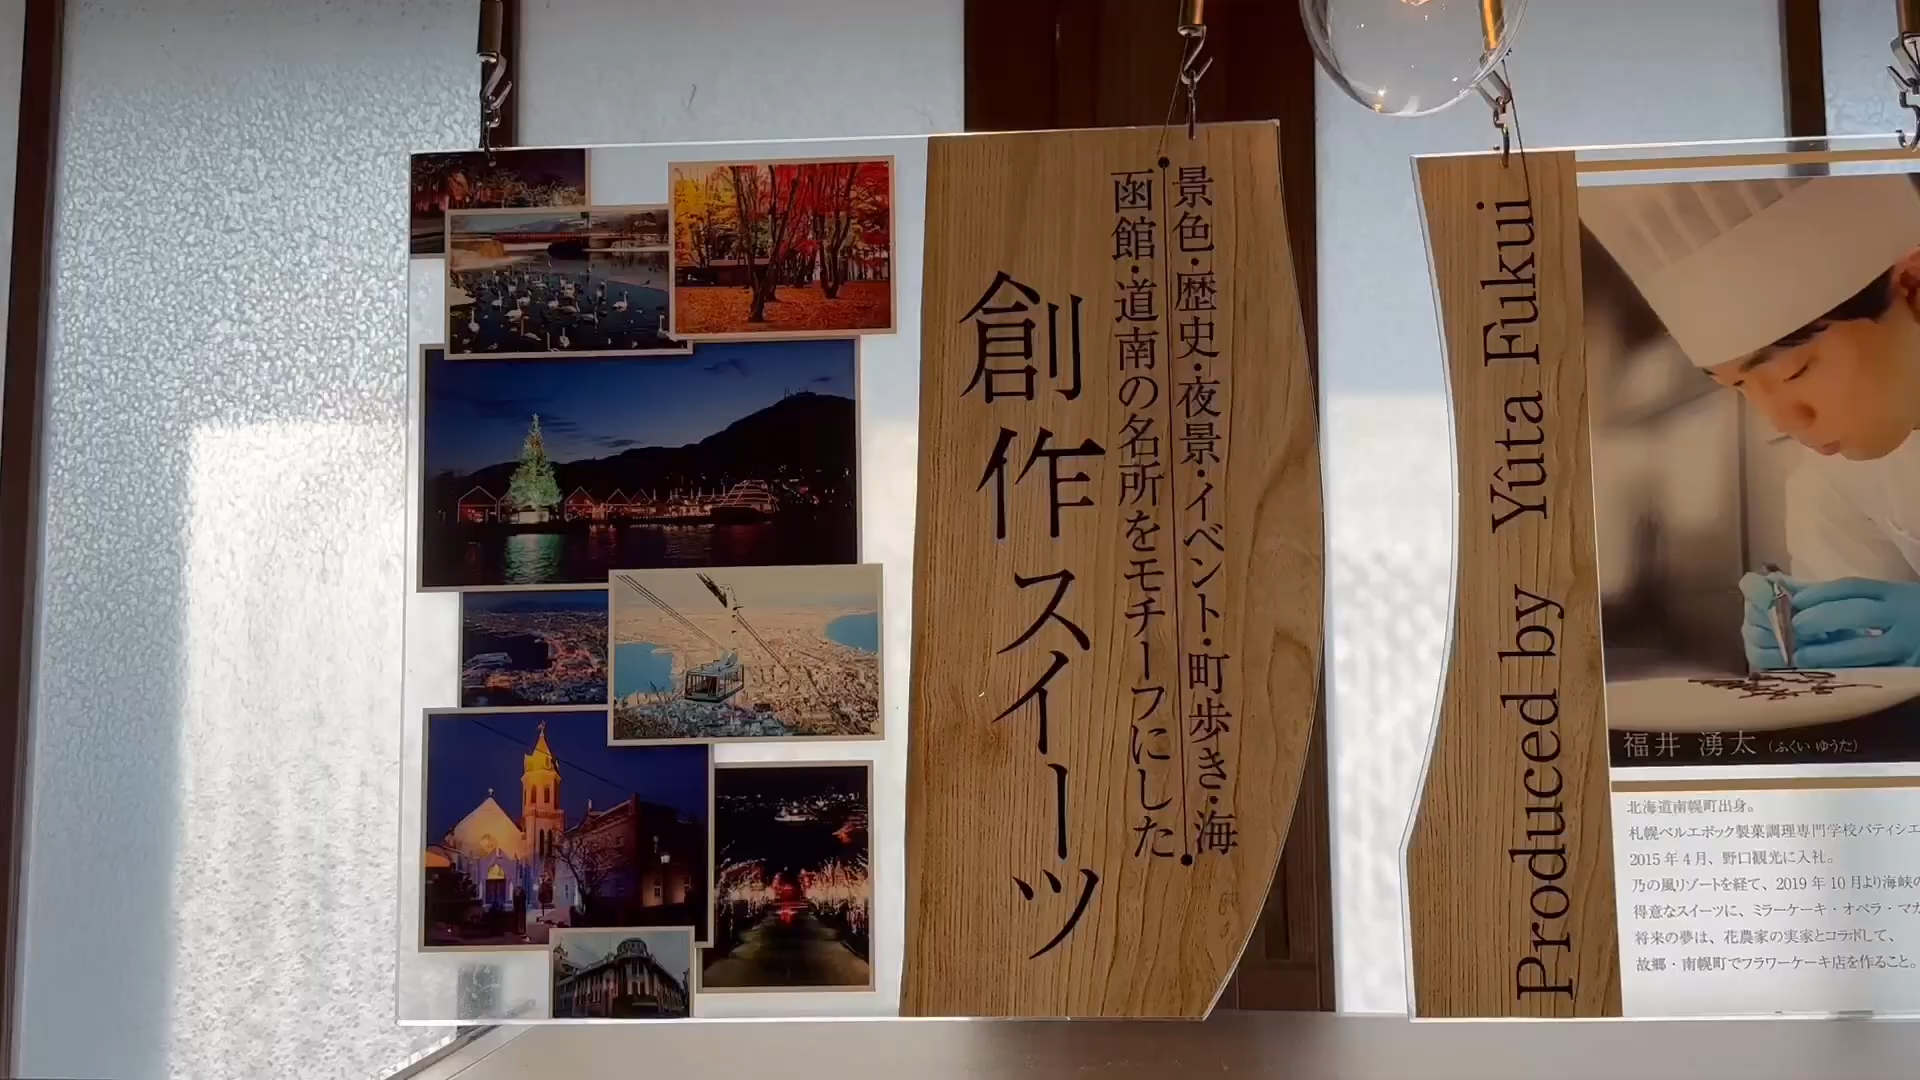 景色・歴史・夜景・イベント・町歩き・海
函館・道南の名所をモチーフにした
創作スイーツ
Produced by Yûta Fukui
福井 湧太（ふくい ゆうた）
北海道南幌町出身。
札幌ベルエポック製菓調理専門学校パティシエ
2015 年 4 月、野口観光に入社。
乃の風リゾートを経て、2019 年 10 月より海峡の
得意なスイーツに、ミラーケーキ・オペラ・マカ
将来の夢は、花農家の実家とコラボして、
故郷・南幌町でフラワーケーキ店を作ること。